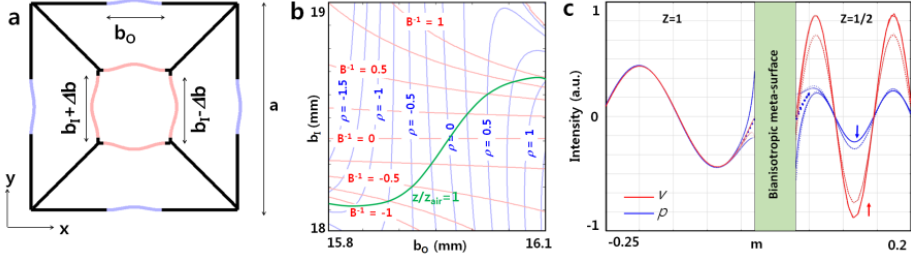 a
b_O
b_I+Δb
b_I-Δb
a
y
x
b
19
b_I (mm)
18
15.8
b_O (mm)
16.1
B⁻¹ = 1
B⁻¹ = 0.5
B⁻¹ = 0
B⁻¹ = -0.5
B⁻¹ = -1
ρ = -1.5
ρ = -1
ρ = -0.5
ρ = 0
ρ = 0.5
ρ = 1
z/z_air=1
c
1
0
-1
Intensity (a.u.)
Z=1
Z=1/2
Bianisotropic meta-surface
v
p
-0.25
m
0.2